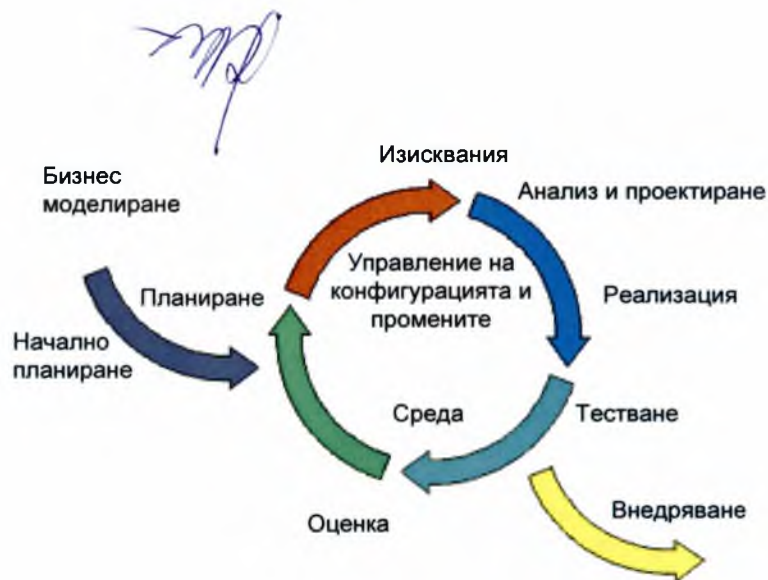 Изисквания
Бизнес
моделиране
Анализ и проектиране
Управление на
конфигурацията и
промените
Планиране
Реализация
Начално
планиране
Среда
Тестване
Оценка
Внедряване